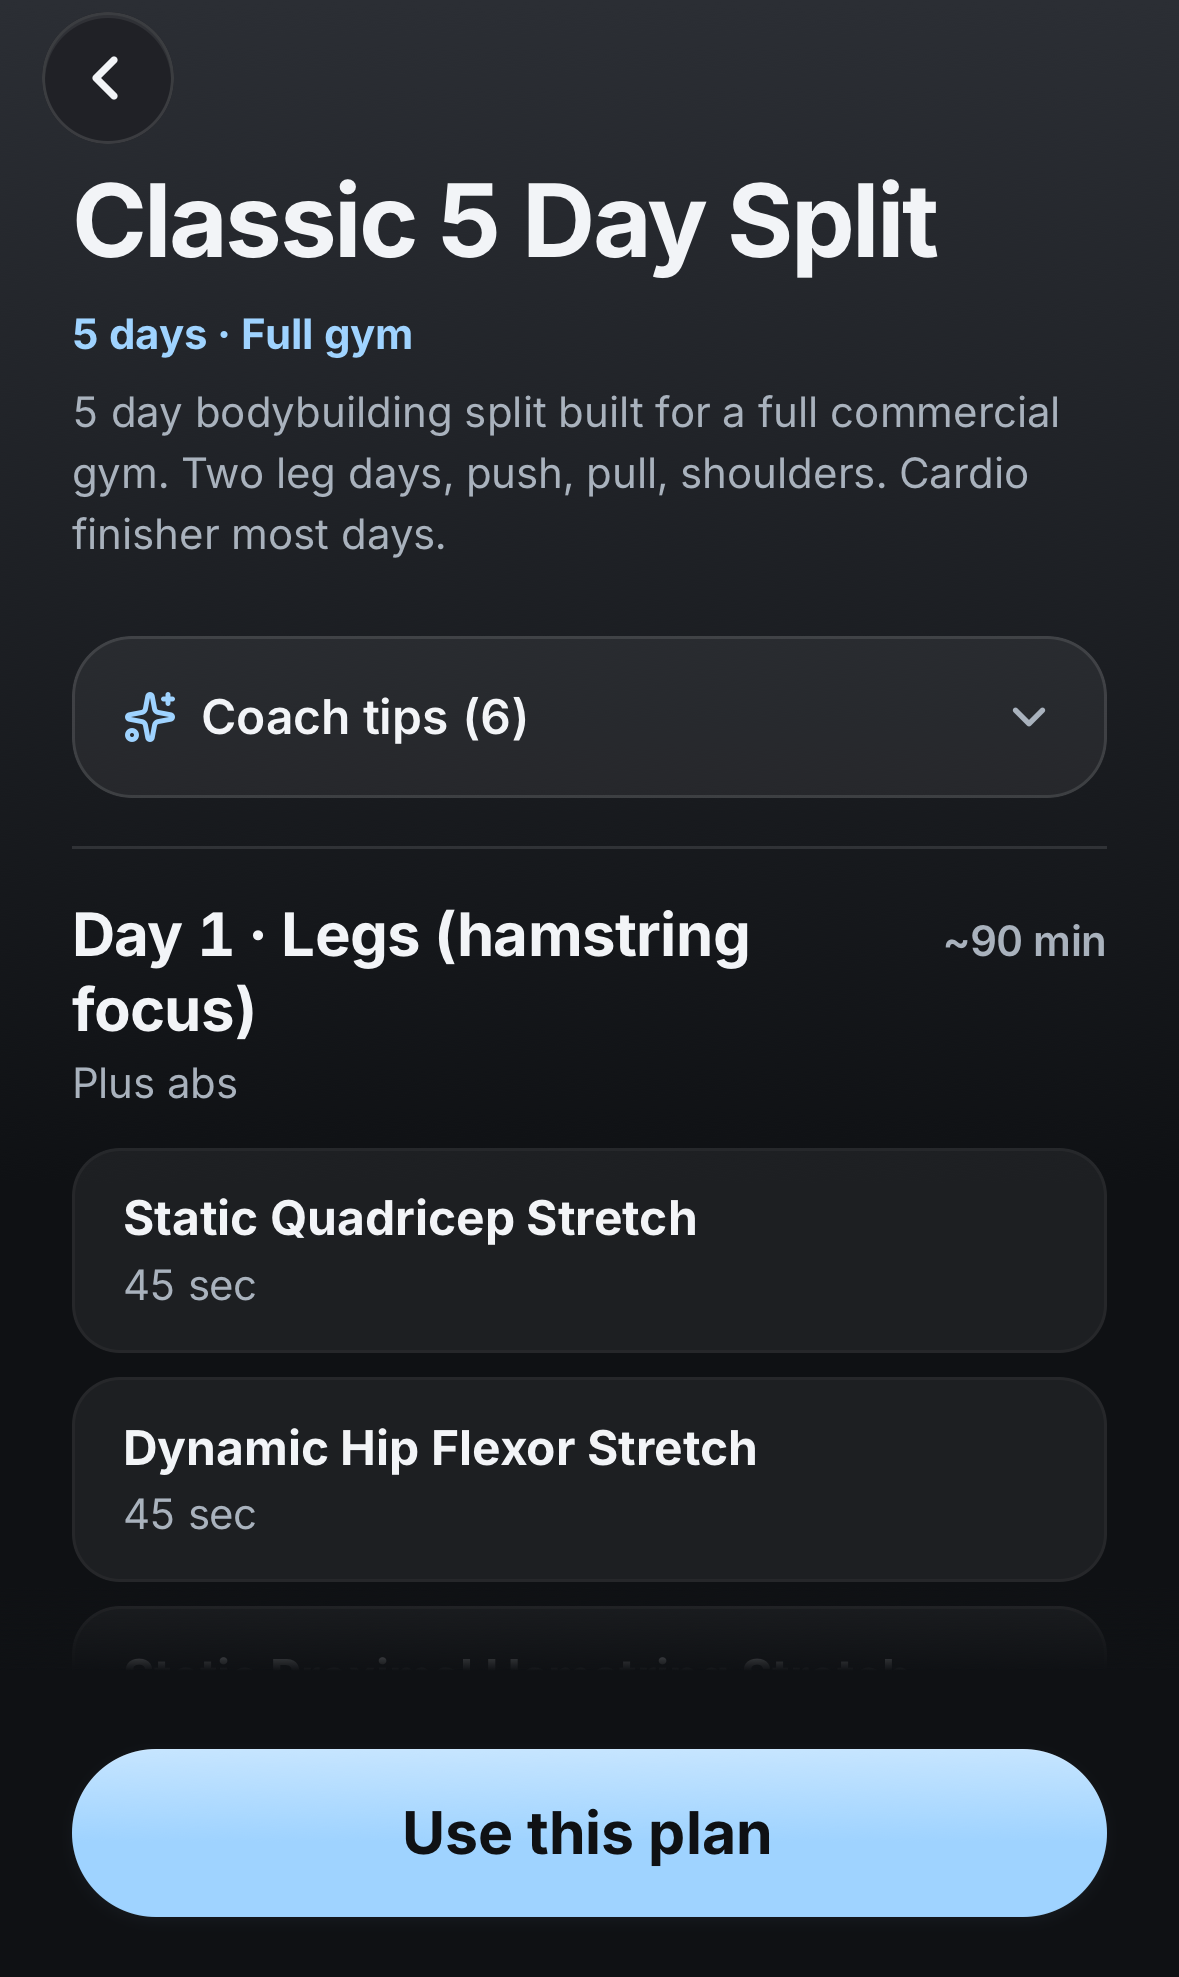 Classic 5 Day Split
5 days · Full gym
5 day bodybuilding split built for a full commercial
gym. Two leg days, push, pull, shoulders. Cardio
finisher most days.
Coach tips (6)
Day 1 · Legs (hamstring
focus)
~90 min
Plus abs
Static Quadricep Stretch
45 sec
Dynamic Hip Flexor Stretch
45 sec
Use this plan